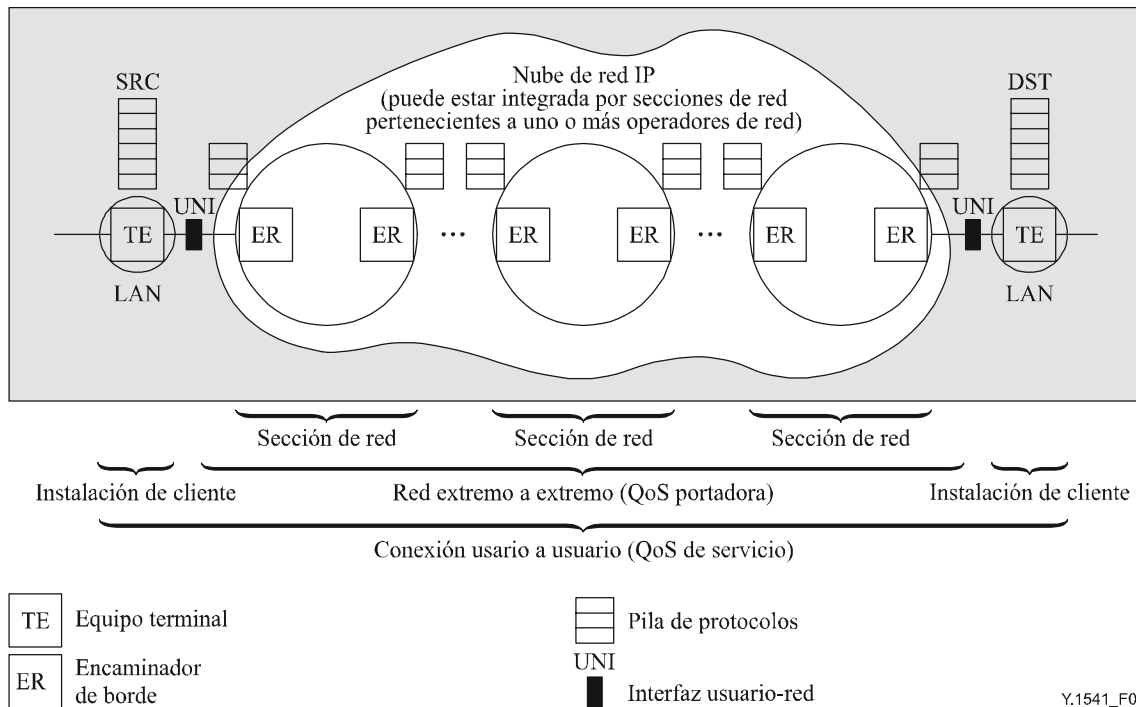 Nube de red IP
(puede estar integrada por secciones de red
pertenecientes a uno o más operadores de red)
SRC
DST
UNI
UNI
TE
ER
ER
...
ER
ER
...
ER
ER
TE
LAN
LAN
Sección de red
Sección de red
Sección de red
Instalación de cliente
Red extremo a extremo (QoS portadora)
Instalación de cliente
Conexión usario a usuario (QoS de servicio)
TE
Equipo terminal
Pila de protocolos
ER
Encaminador
de borde
UNI
Interfaz usuario-red
Y.1541_F0